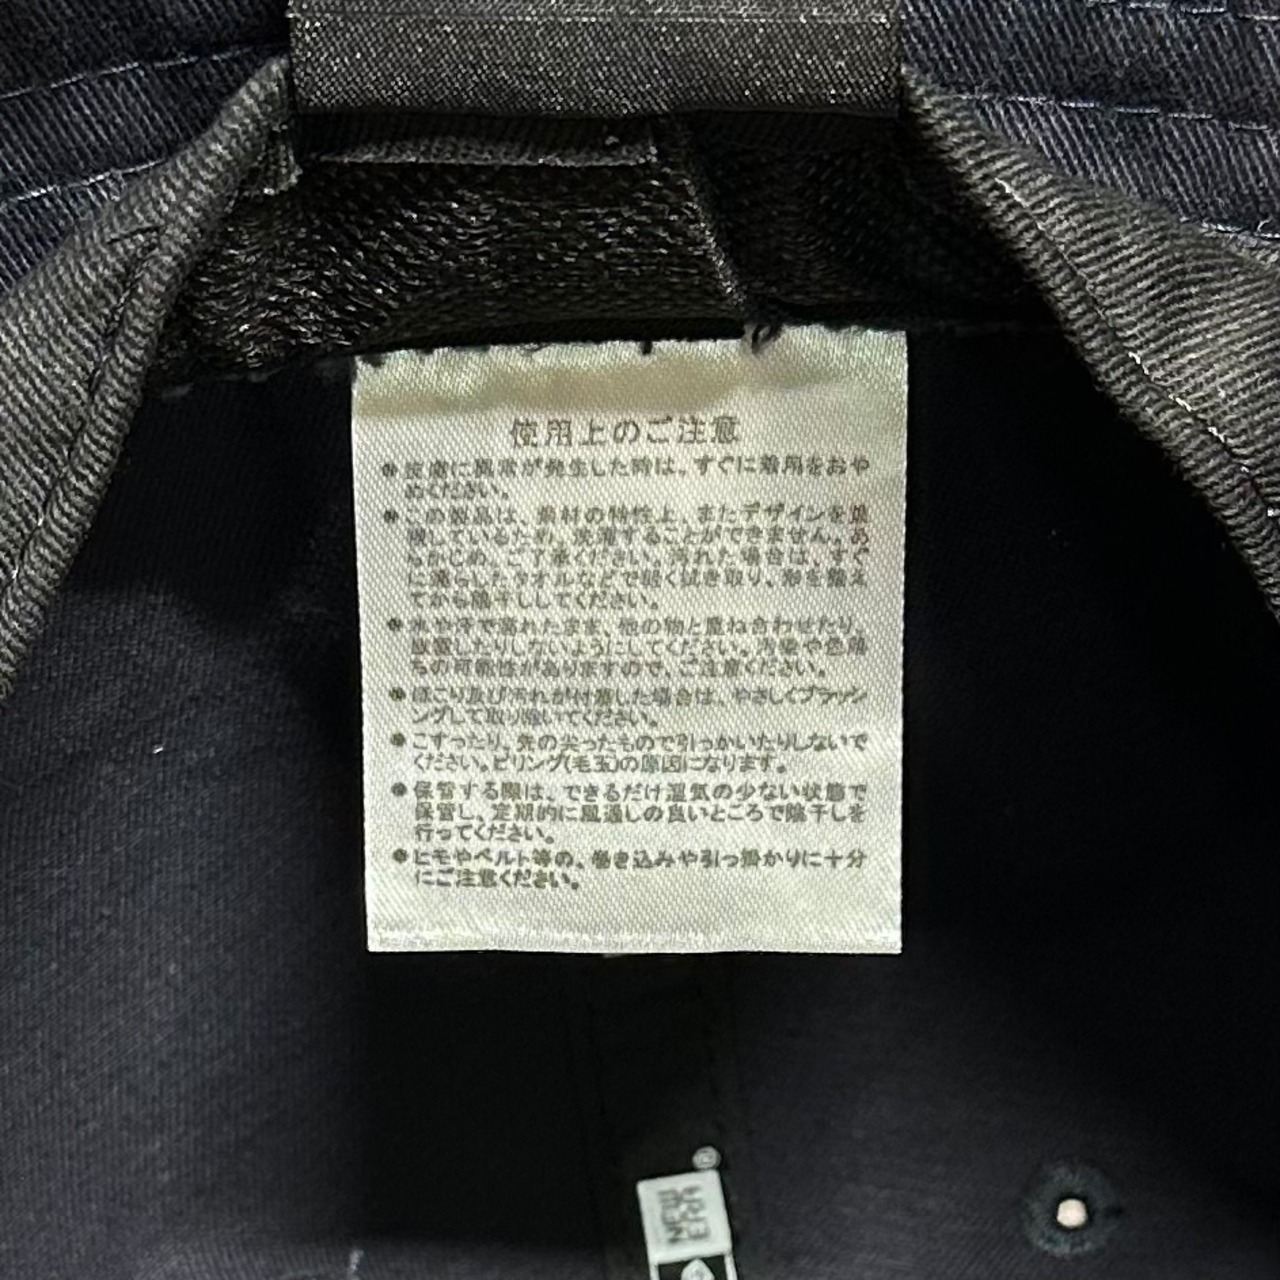 使用上のご注意
●皮膚に異常が発生した時は、すぐに着用をおや
めください。
●この製品は、素材の特性上、またデザインを重
視しているため、洗濯することができません。あ
らかじめ、ご了承ください。汚れた場合は、すぐ
に濡らしたタオルなどで軽く拭き取り、形を整え
てから陰干ししてください。
●水や汗で濡れたまま、他の物と重ね合わせたり、
放置したりしないようにしてください。汚染や色落
ちの可能性がありますので、ご注意ください。
●ほこり及び汚れが付着した場合は、やさしくブラッシ
ングして取り除いてください。
●こすったり、先の尖ったもので引っかいたりしないで
ください。ピリング(毛玉)の原因になります。
●保管する際は、できるだけ湿気の少ない状態で
保管し、定期的に風通しの良いところで陰干しを
行ってください。
●ヒモやベルト等の、巻き込みや引っ掛かりに十分
にご注意ください。
®
NEW
ERA